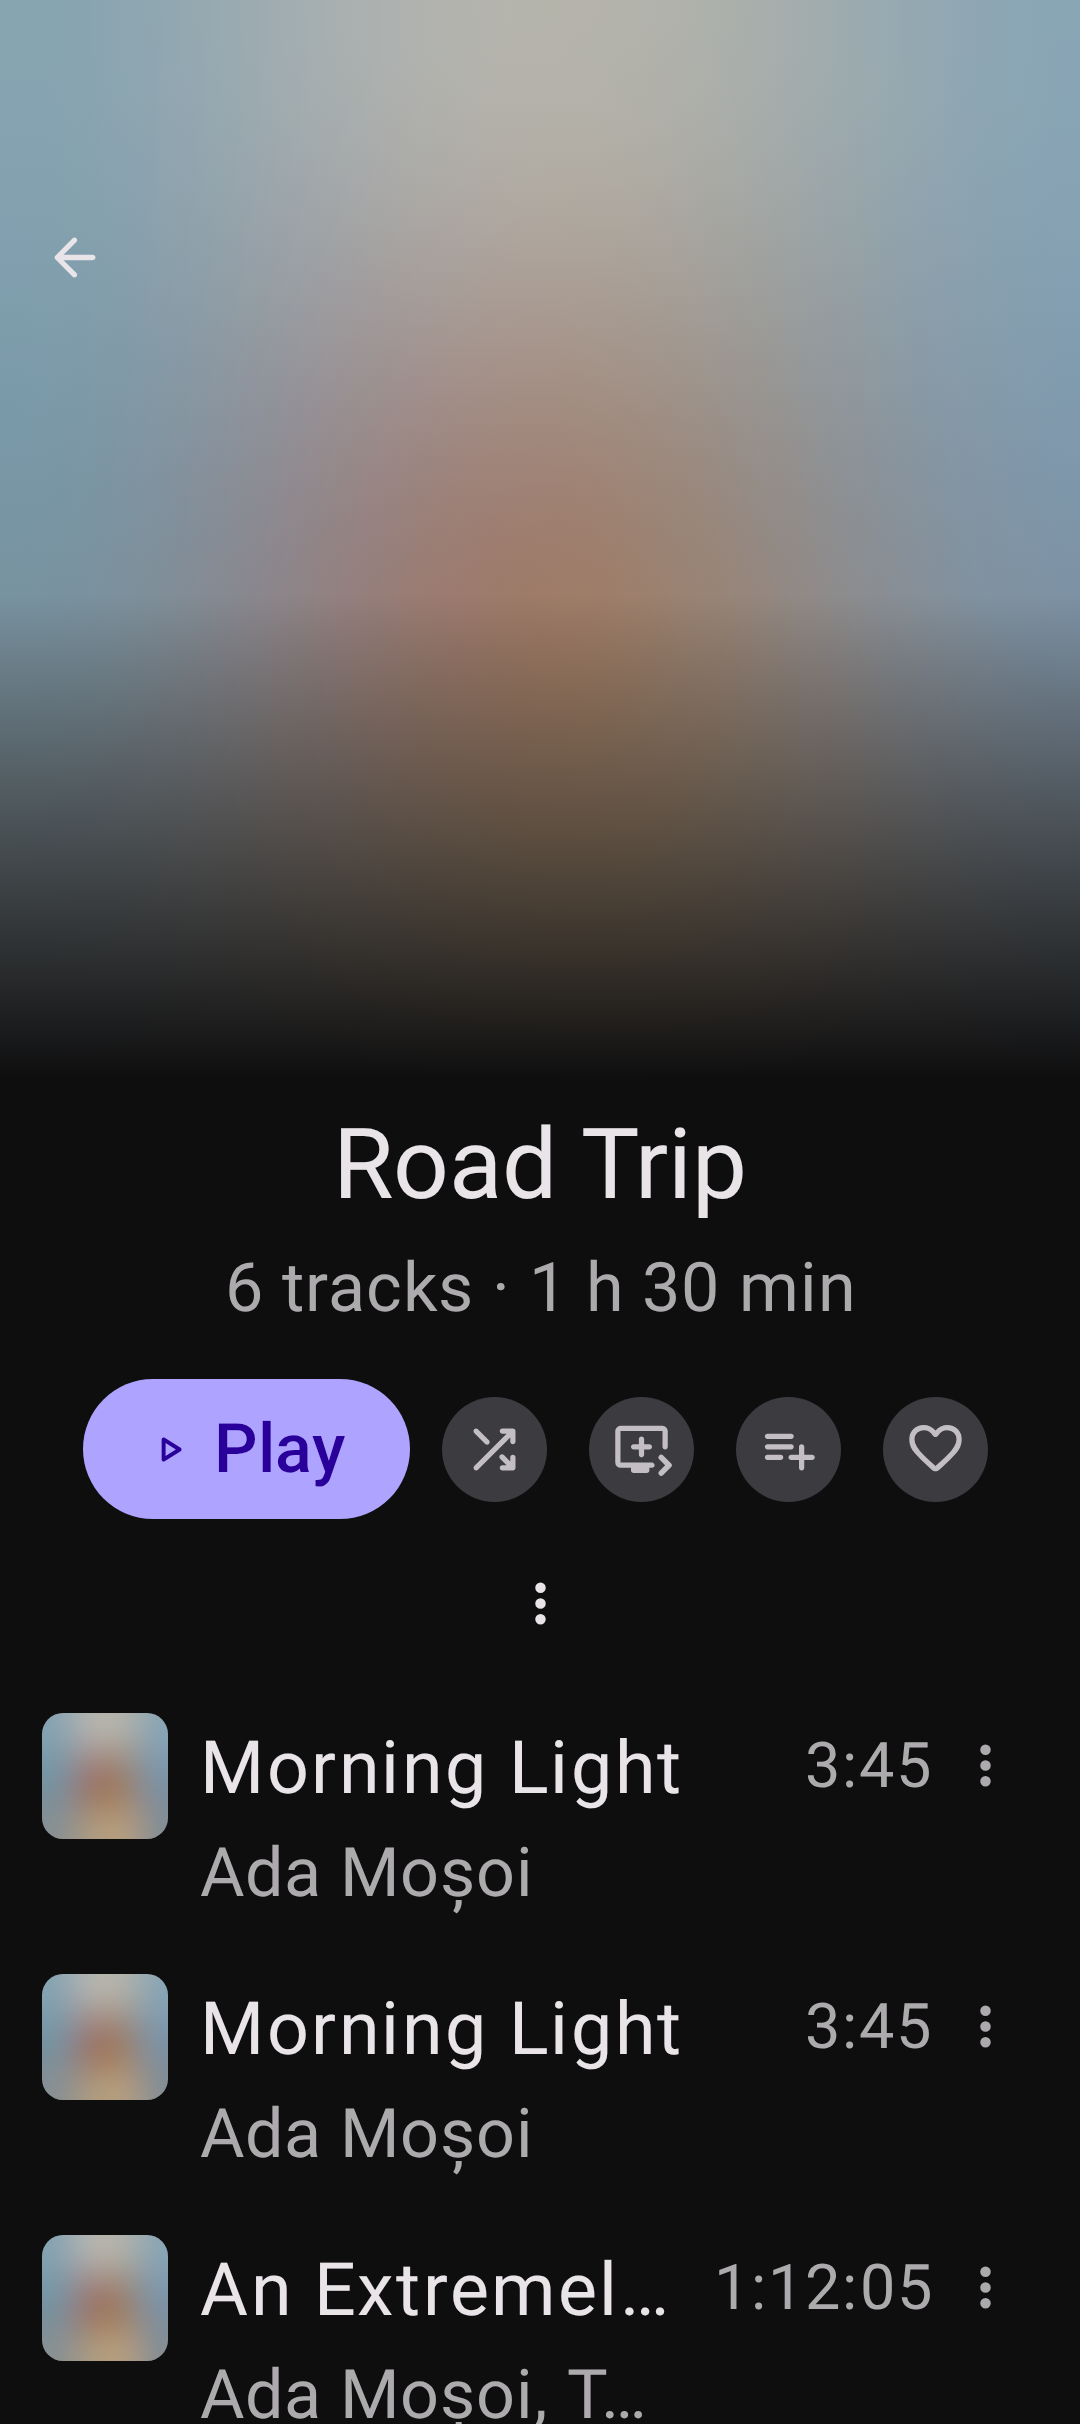 Road Trip
6 tracks · 1 h 30 min
Play
Morning Light 3:45
Ada Moșoi
Morning Light 3:45
Ada Moșoi
An Extremel… 1:12:05
Ada Moșoi, T…